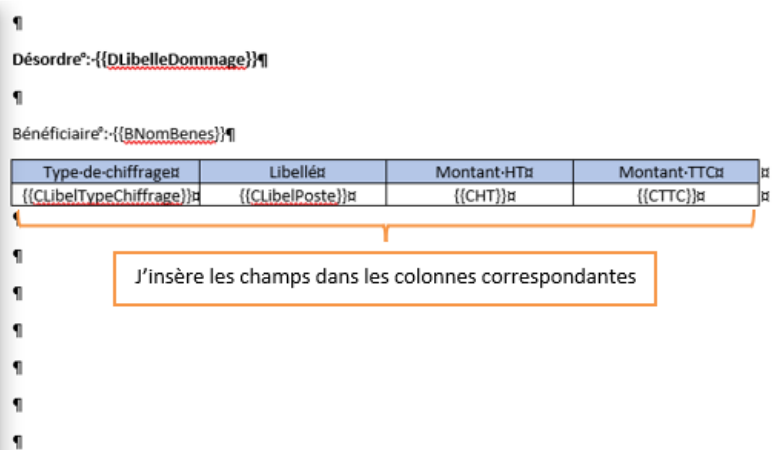 ¶
Désordre°:·{{DLibelleDommage}}¶
¶
Bénéficiaire°:·{{BNomBenes}}¶
Type·de·chiffrage¤ Libellé¤ Montant·HT¤ Montant·TTC¤ ¤
{{CLibelTypeChiffrage}}¤ {{CLibelPoste}}¤ {{CHT}}¤ {{CTTC}}¤ ¤
¶
¶
J’insère les champs dans les colonnes correspondantes
¶
¶
¶
¶
¶